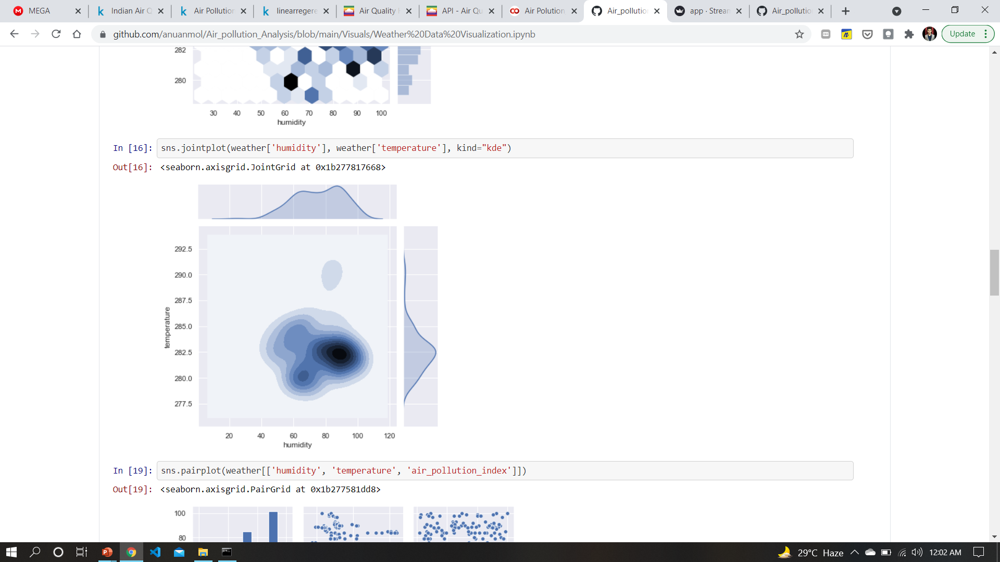 MEGA
Indian Air Q
Air Pollution
linearregere
Air Quality
API - Air Qu
Air Polution
Air_pollutio
app · Stream
Air_pollutio
github.com/anuanmol/Air_pollution_Analysis/blob/main/Visuals/Weather%20Data%20Visualization.ipynb
Update
282
280
30 40 50 60 70 80 90 100
humidity
In [16]: sns.jointplot(weather['humidity'], weather['temperature'], kind="kde")
Out[16]: <seaborn.axisgrid.JointGrid at 0x1b277817668>
292.5
290.0
287.5
285.0
282.5
280.0
277.5
temperature
20 40 60 80 100 120
humidity
In [19]: sns.pairplot(weather[['humidity', 'temperature', 'air_pollution_index']])
Out[19]: <seaborn.axisgrid.PairGrid at 0x1b277581dd8>
100
80
29°C Haze
12:02 AM